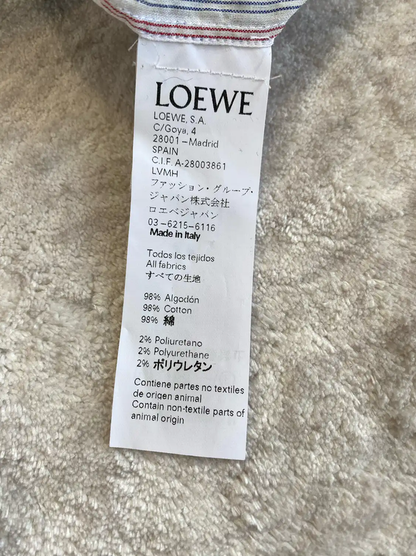 LOEWE
LOEWE, S.A.
C/Goya, 4
28001-Madrid
SPAIN
C.I.F. A-28003861
LVMH
ファッション・グループ・
ジャパン株式会社
ロエベジャパン
03-6215-6116
Made in Italy
Todos los tejidos
All fabrics
すべての生地
98% Algodón
98% Cotton
98% 綿
2% Poliuretano
2% Polyurethane
2% ポリウレタン
Contiene partes no textiles
de origen animal
Contain non-textile parts of
animal origin